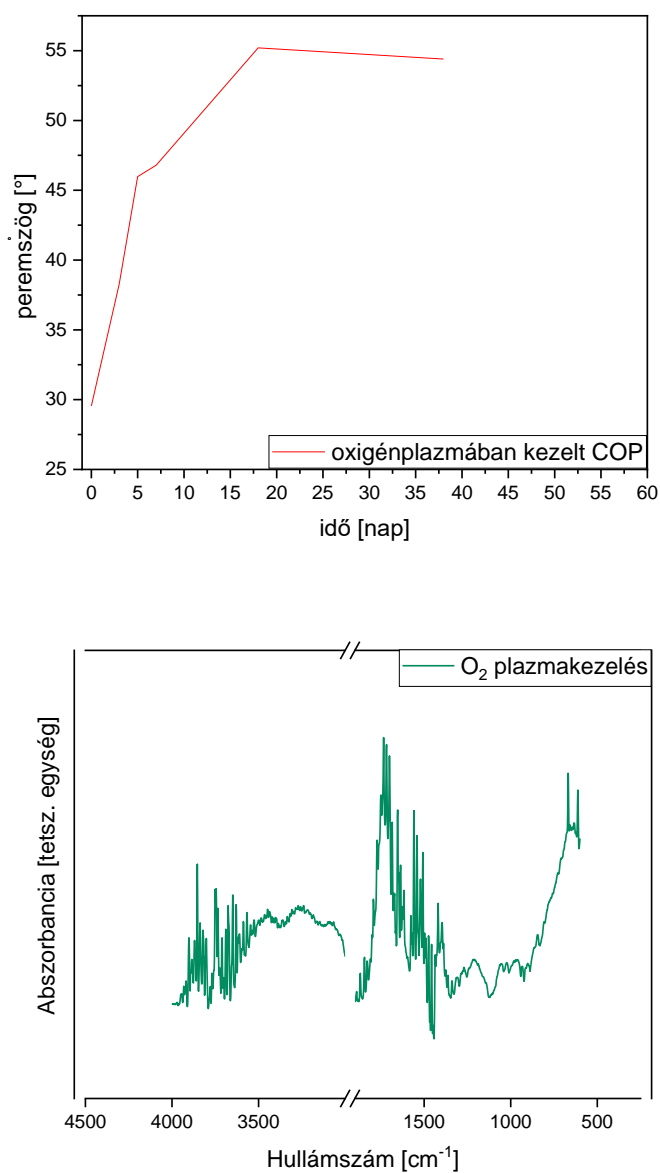 55
50
45
40
35
30
25
peremszög [°]
oxigénplazmában kezelt COP
0 5 10 15 20 25 30 35 40 45 50 55 60
idő [nap]
O₂ plazmakezelés
Abszorbancia [tetsz. egység]
4500 4000 3500 1500 1000 500
Hullámszám [cm⁻¹]